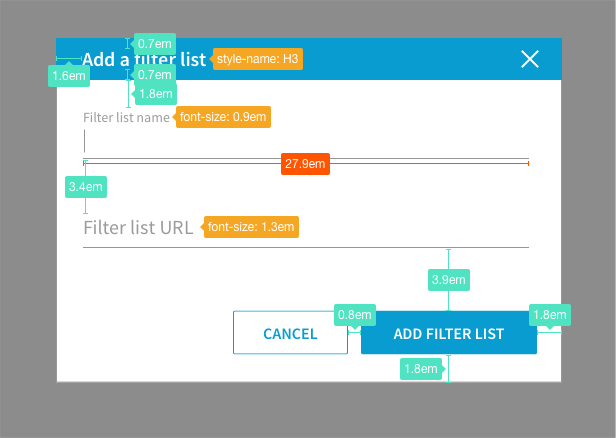 0.7em
Add a filter list
style-name: H3
1.6em
0.7em
1.8em
Filter list name
font-size: 0.9em
27.9em
3.4em
Filter list URL
font-size: 1.3em
3.9em
0.8em
1.8em
CANCEL
ADD FILTER LIST
1.8em